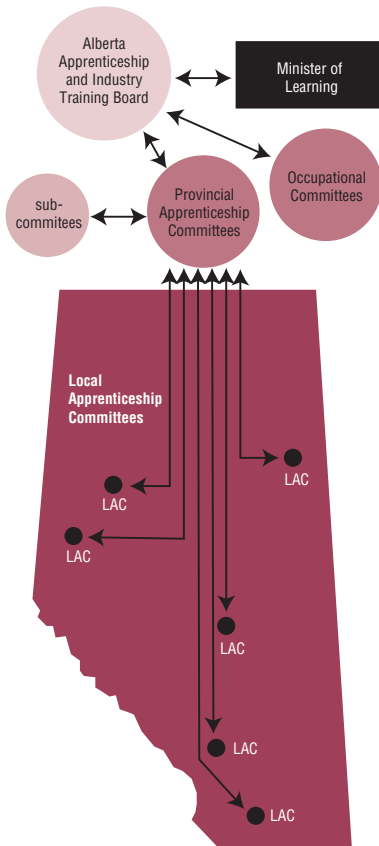 Alberta
Apprenticeship
and Industry
Training Board
Minister of
Learning
Occupational
Committees
Provincial
Apprenticeship
Committees
sub-
commitees
Local
Apprenticeship
Committees
LAC
LAC
LAC
LAC
LAC
LAC